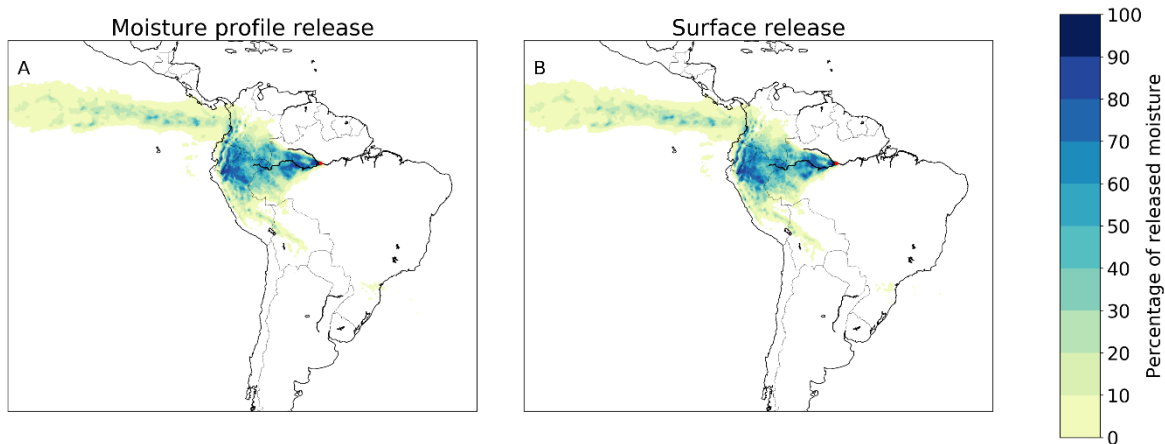 Moisture profile release
A
Surface release
B
100
90
80
70
60
50
40
30
20
10
0
Percentage of released moisture